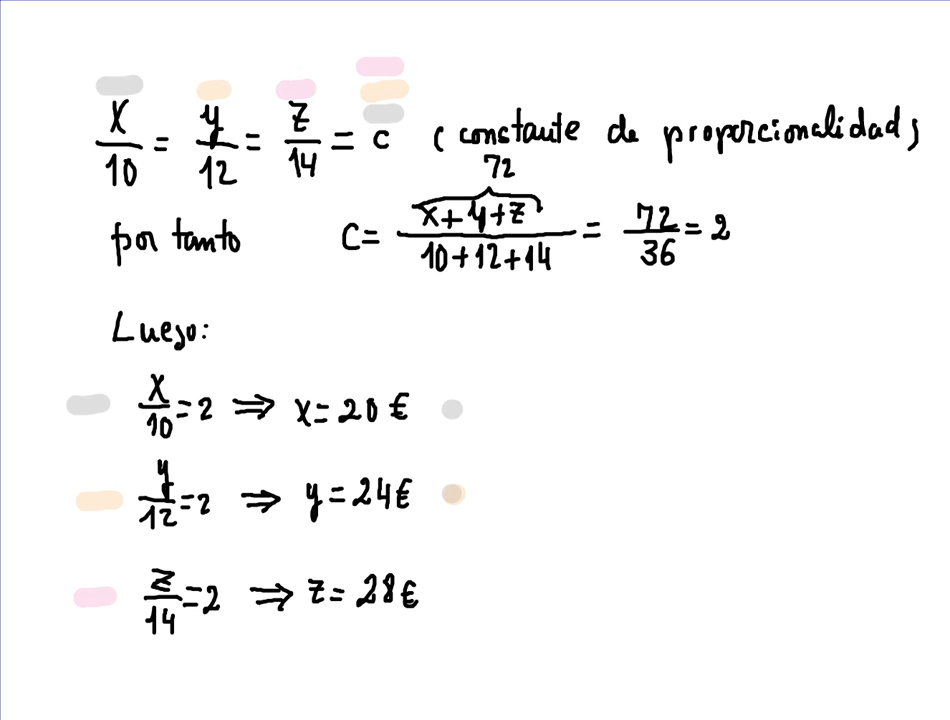 x/10 = y/12 = z/14 = c (constante de proporcionalidad)
por tanto c = (x+y+z)/(10+12+14) = 72/36 = 2
72
Luego:
x/10 = 2 ⇒ x = 20 €
y/12 = 2 ⇒ y = 24 €
z/14 = 2 ⇒ z = 28 €